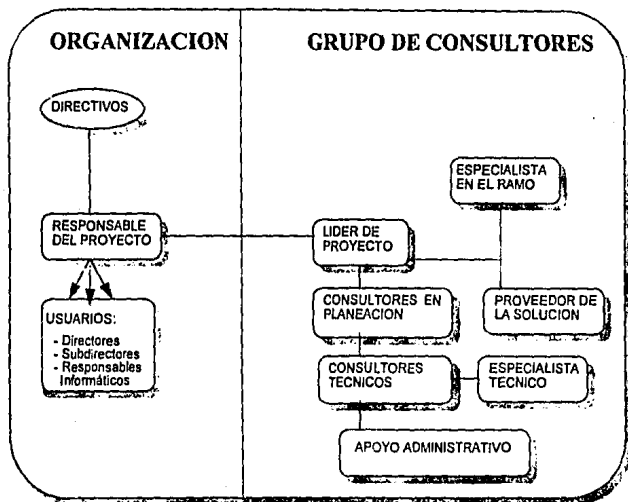 ORGANIZACION
DIRECTIVOS
RESPONSABLE
DEL PROYECTO
USUARIOS:
- Directores
- Subdirectores
- Responsables
Informáticos
GRUPO DE CONSULTORES
ESPECIALISTA
EN EL RAMO
LIDER DE
PROYECTO
CONSULTORES EN
PLANEACION
PROVEEDOR DE
LA SOLUCION
CONSULTORES
TECNICOS
ESPECIALISTA
TECNICO
APOYO ADMINISTRATIVO